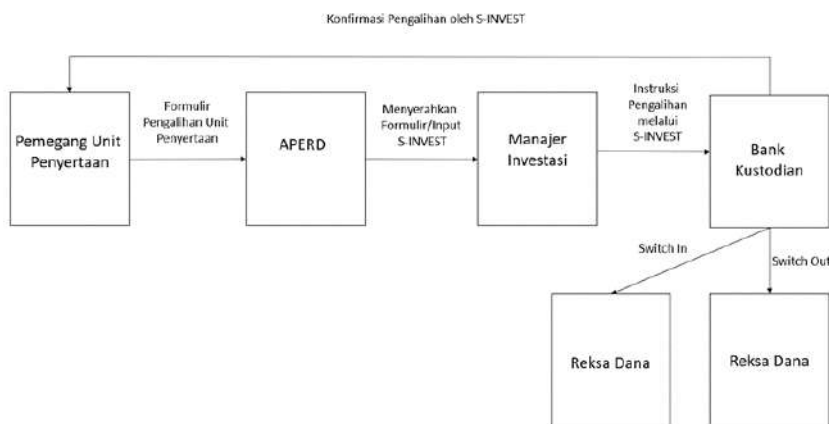 Konfirmasi Pengalihan oleh S-INVEST
Pemegang Unit
Penyertaan
Formulir
Pengalihan Unit
Penyertaan
APERD
Menyerahkan
Formulir/Input
S-INVEST
Manajer
Investasi
Instruksi
Pengalihan
melalui
S-INVEST
Bank
Kustodian
Switch In
Switch Out
Reksa Dana
Reksa Dana